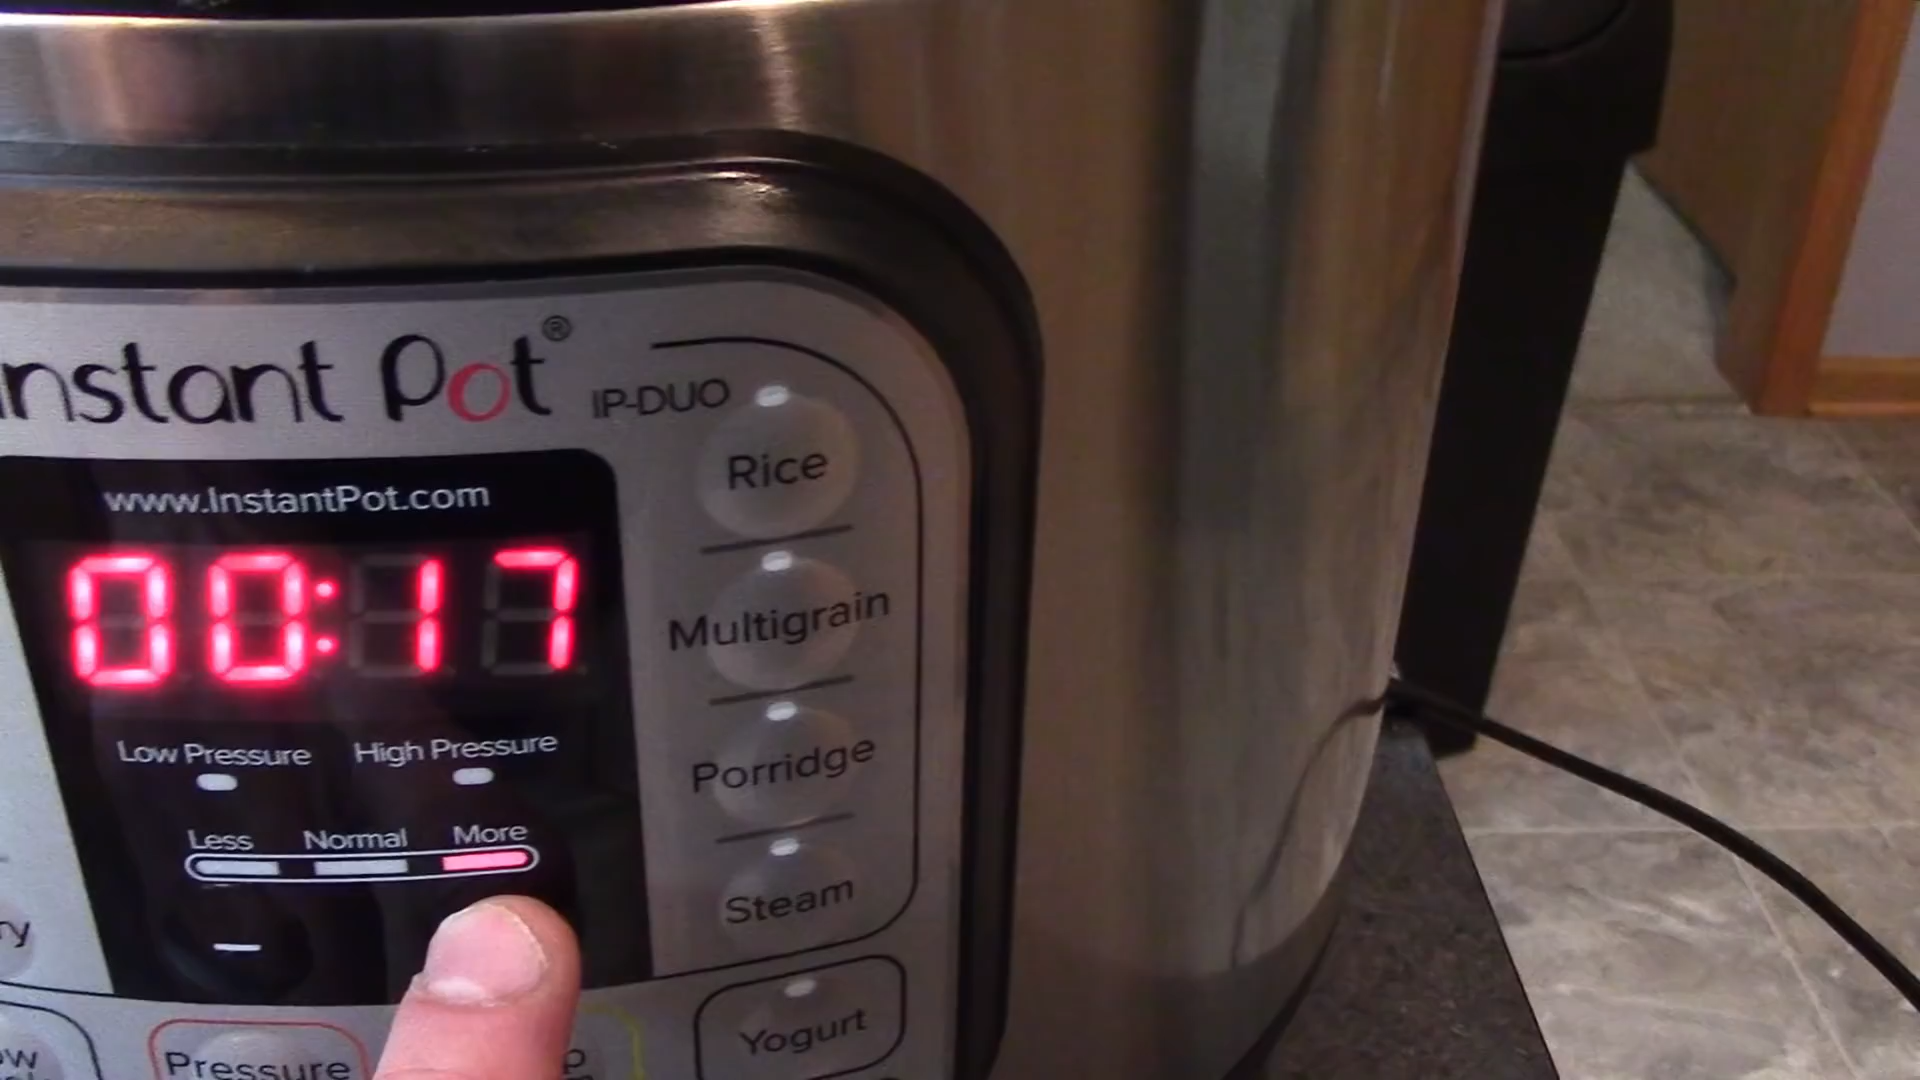 Instant Pot® IP-DUO
www.InstantPot.com
00:17
Low Pressure High Pressure
Less Normal More
Rice
Multigrain
Porridge
Steam
Yogurt
Pressure